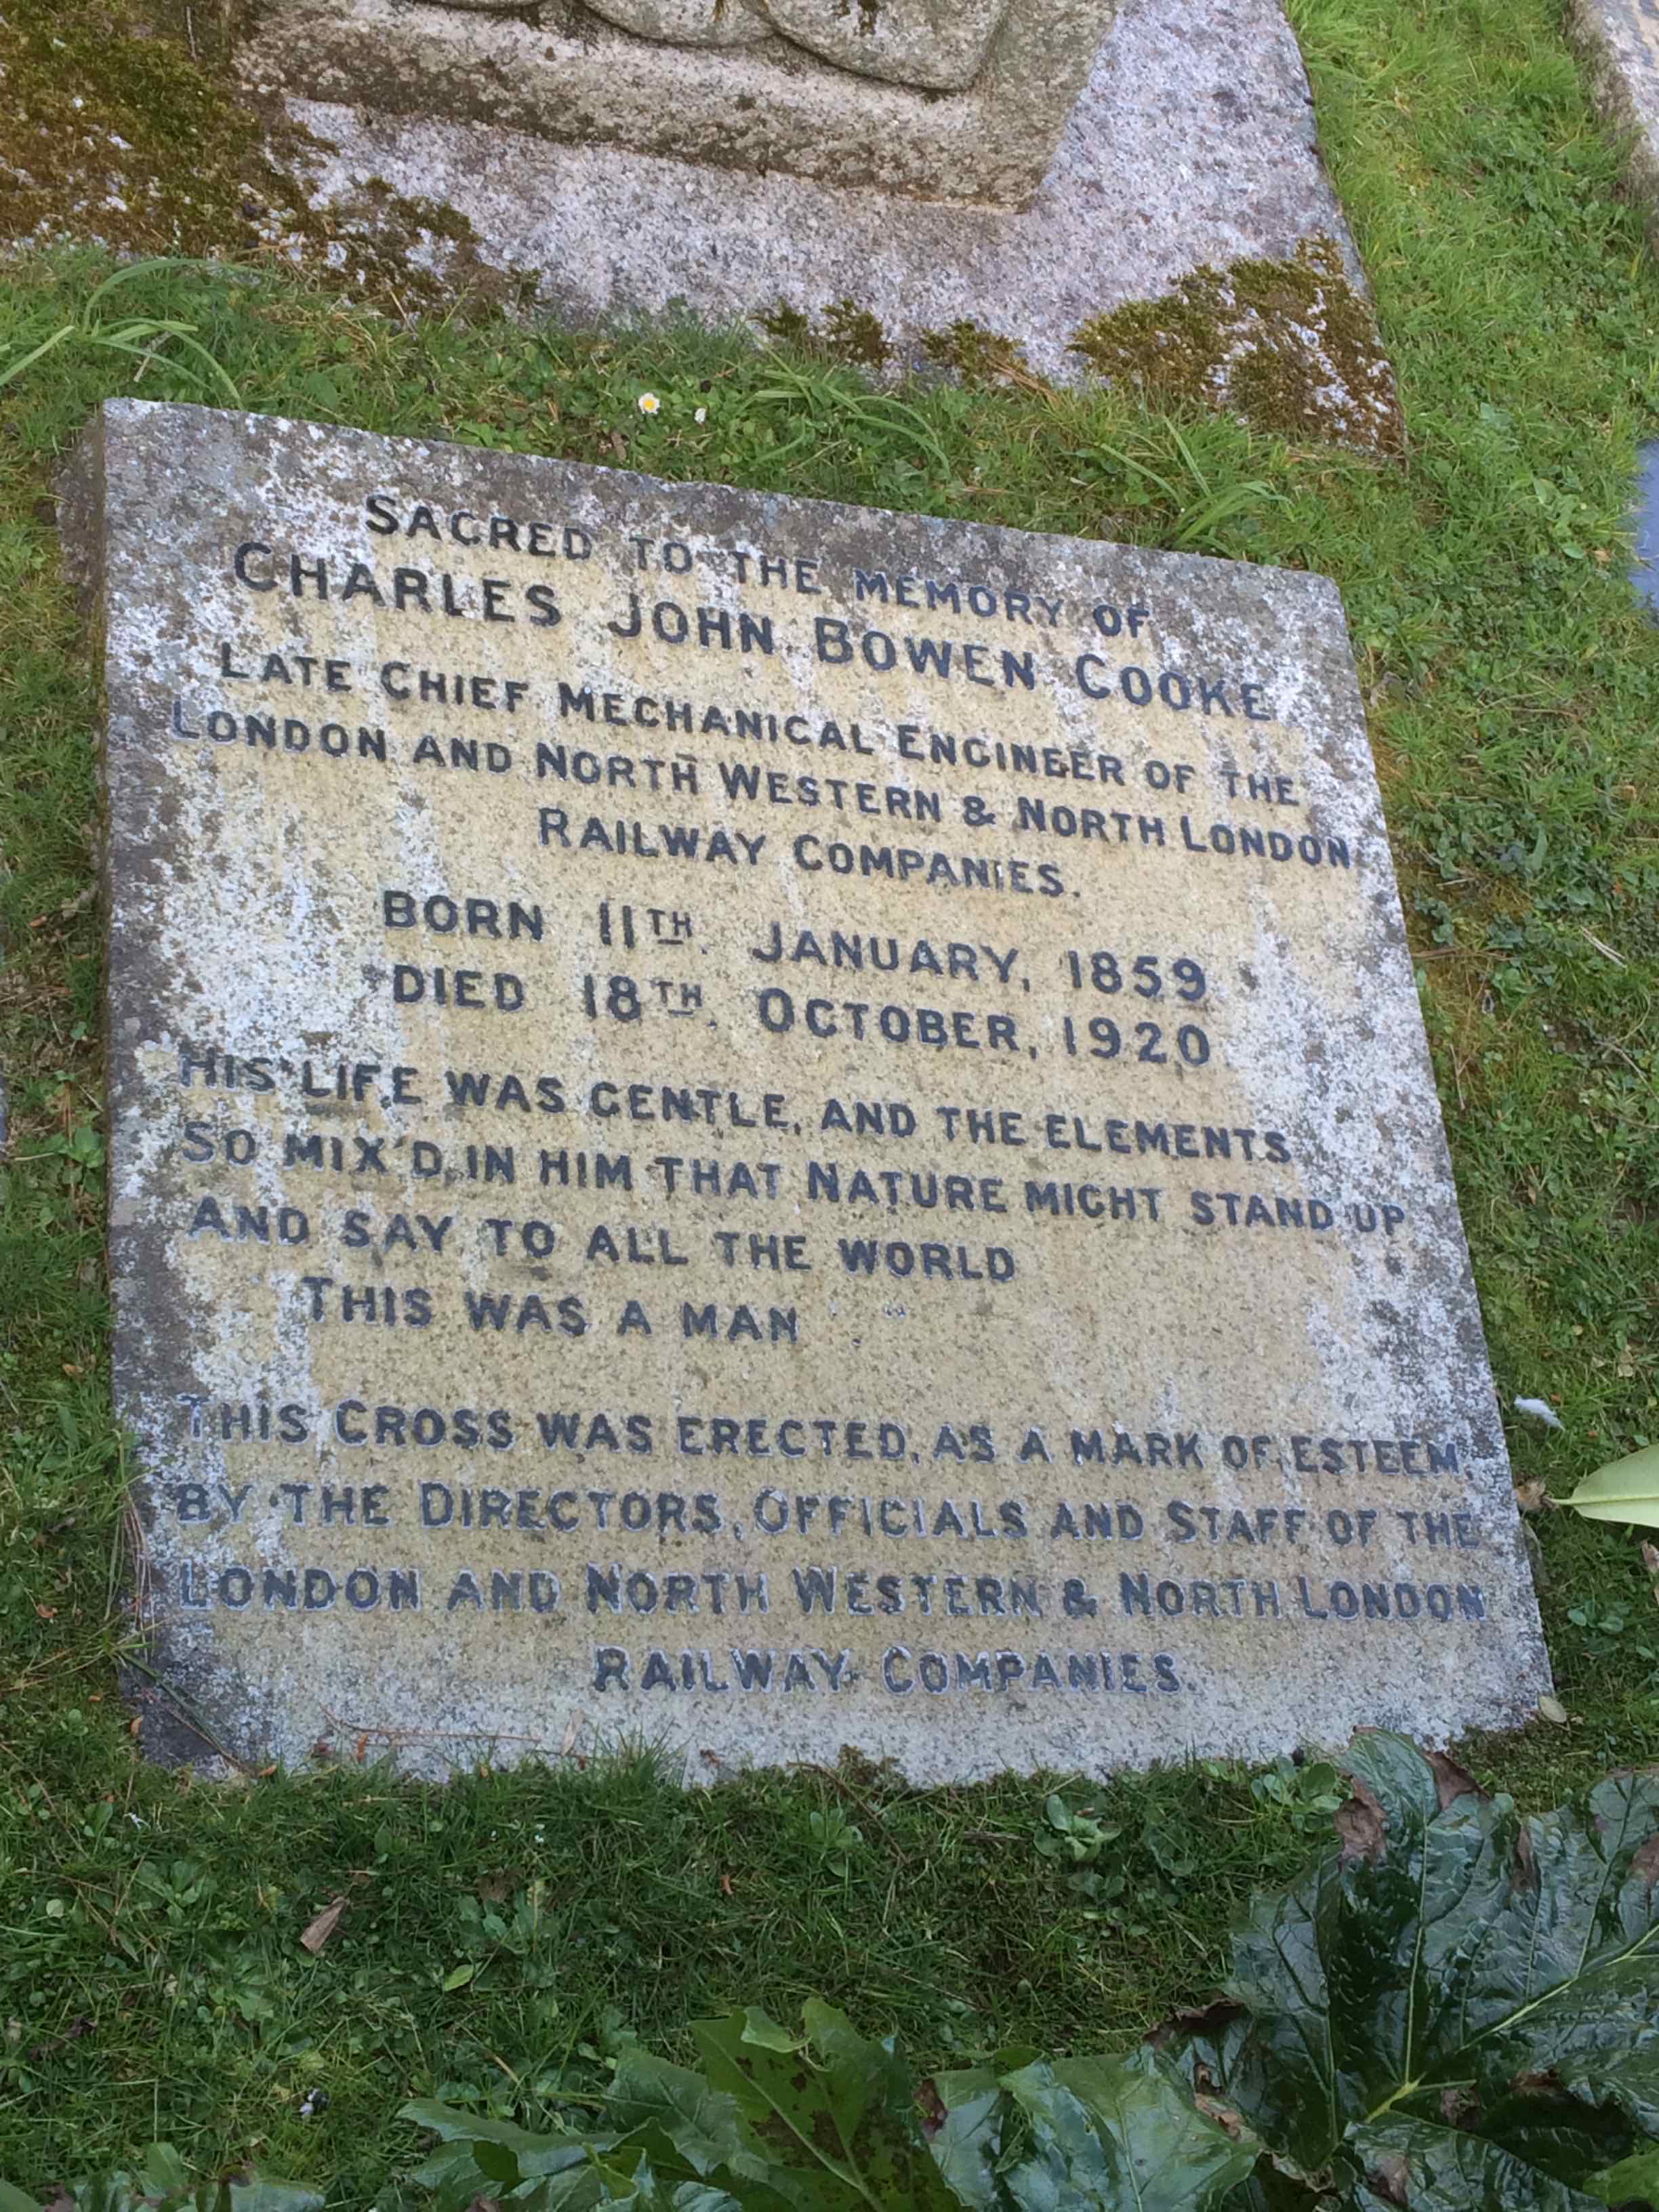 SACRED TO THE MEMORY OF
CHARLES JOHN BOWEN COOKE
LATE CHIEF MECHANICAL ENGINEER OF THE
LONDON AND NORTH WESTERN & NORTH LONDON
RAILWAY COMPANIES.
BORN 11TH. JANUARY, 1859
DIED 18TH. OCTOBER, 1920
HIS LIFE WAS GENTLE, AND THE ELEMENTS
SO MIX'D, IN HIM THAT NATURE MIGHT STAND UP
AND SAY TO ALL THE WORLD
THIS WAS A MAN
THIS CROSS WAS ERECTED, AS A MARK OF ESTEEM,
BY THE DIRECTORS, OFFICIALS AND STAFF OF THE
LONDON AND NORTH WESTERN & NORTH LONDON
RAILWAY COMPANIES.